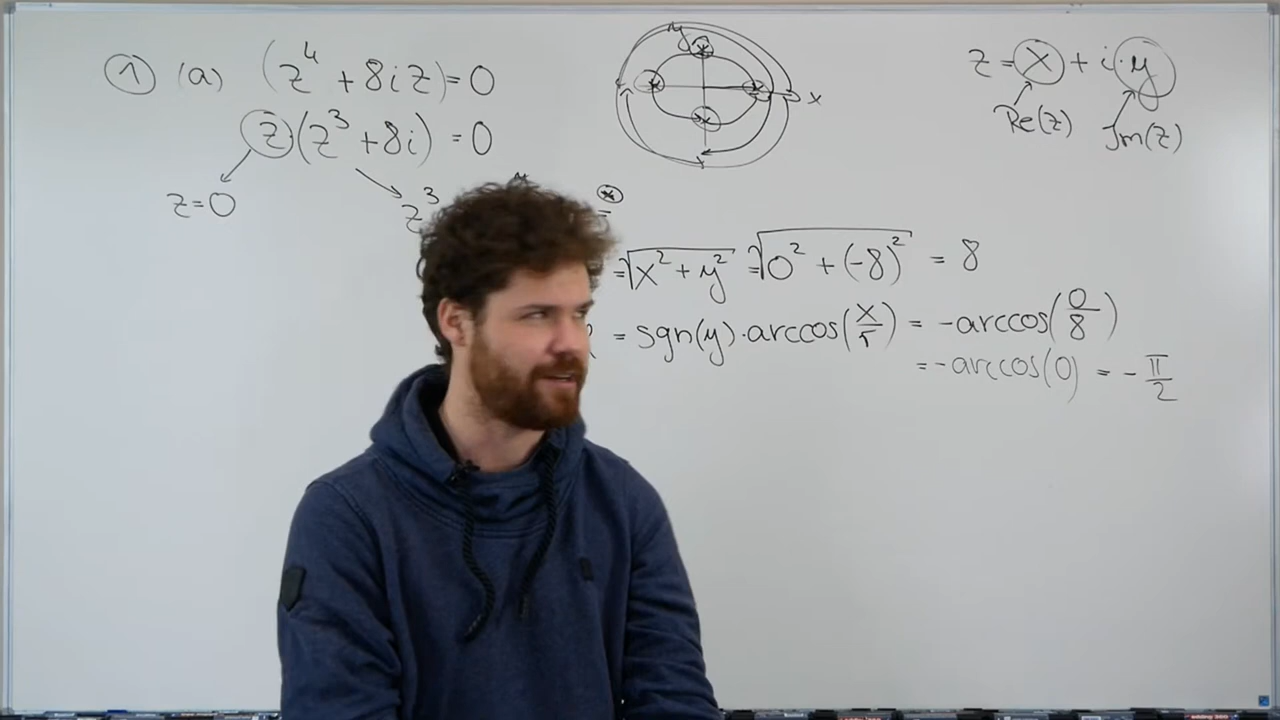 ① (a) (z⁴ + 8iz) = 0
z·(z³ + 8i) = 0
z=0
z³
y
x
z = x + i·y
Re(z) Im(z)
=√(x² + y²) =√(0² + (-8)²) = 8
= sgn(y)·arccos(x/r) = -arccos(0/8)
= -arccos(0) = -π/2